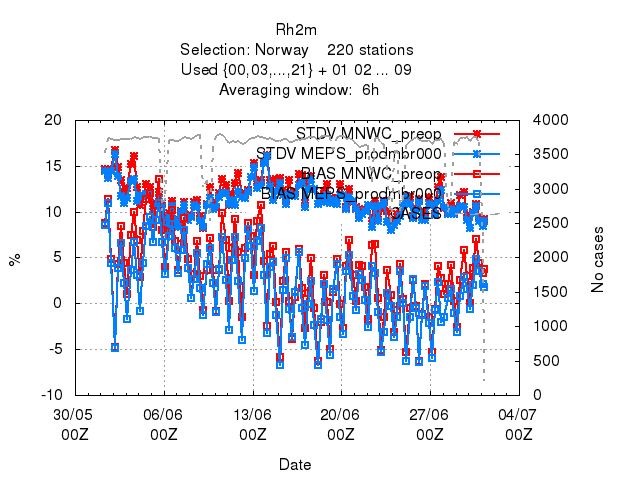 Rh2m
Selection: Norway 220 stations
Used {00,03,...,21} + 01 02 ... 09
Averaging window: 6h
STDV MNWC_preop
STDV MEPS_prodmbr000
BIAS MNWC_preop
BIAS MEPS_prodmbr000
CASES
20
15
10
5
0
-5
-10
%
4000
3500
3000
2500
2000
1500
1000
500
0
No cases
30/05 06/06 13/06 20/06 27/06 04/07
00Z 00Z 00Z 00Z 00Z 00Z
Date